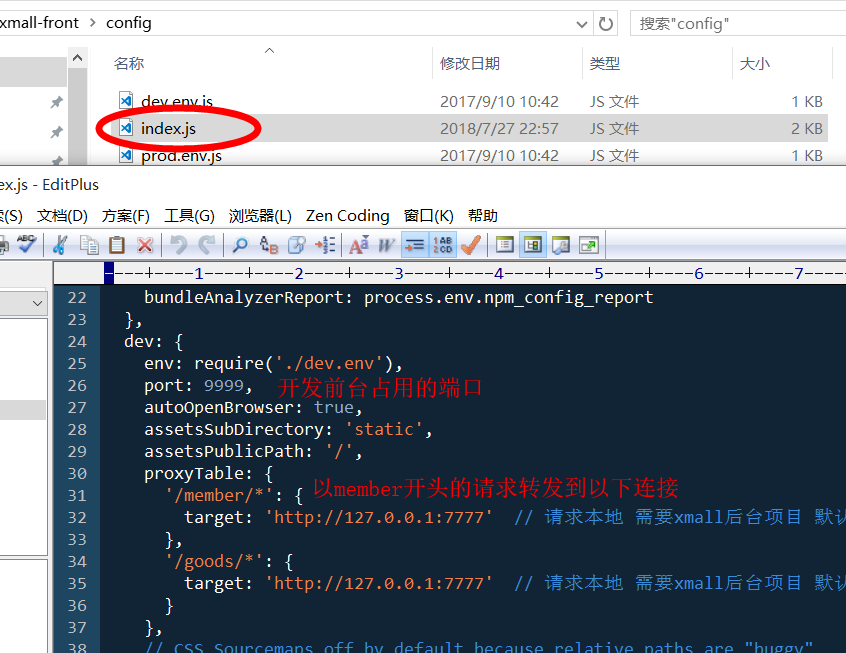 xmall-front > config
搜索"config"
名称 修改日期 类型 大小
dev.env.js 2017/9/10 10:42 JS 文件 1 KB
index.js 2018/7/27 22:57 JS 文件 2 KB
prod.env.js 2017/9/10 10:42 JS 文件 1 KB
ex.js - EditPlus
(S) 文档(D) 方案(F) 工具(G) 浏览器(L) Zen Coding 窗口(K) 帮助
----+----1----+----2----+----3----+----4----+----5----+----6----+----7----
22 bundleAnalyzerReport: process.env.npm_config_report
23 },
24 dev: {
25 env: require('./dev.env'),
26 port: 9999, 开发前台占用的端口
27 autoOpenBrowser: true,
28 assetsSubDirectory: 'static',
29 assetsPublicPath: '/',
30 proxyTable: {
31 '/member/*': { 以member开头的请求转发到以下连接
32 target: 'http://127.0.0.1:7777' // 请求本地 需要xmall后台项目 默认
33 },
34 '/goods/*': {
35 target: 'http://127.0.0.1:7777' // 请求本地 需要xmall后台项目 默认
36 }
37 },
38 // CSS Sourcemaps off by default because relative paths are "buggy"